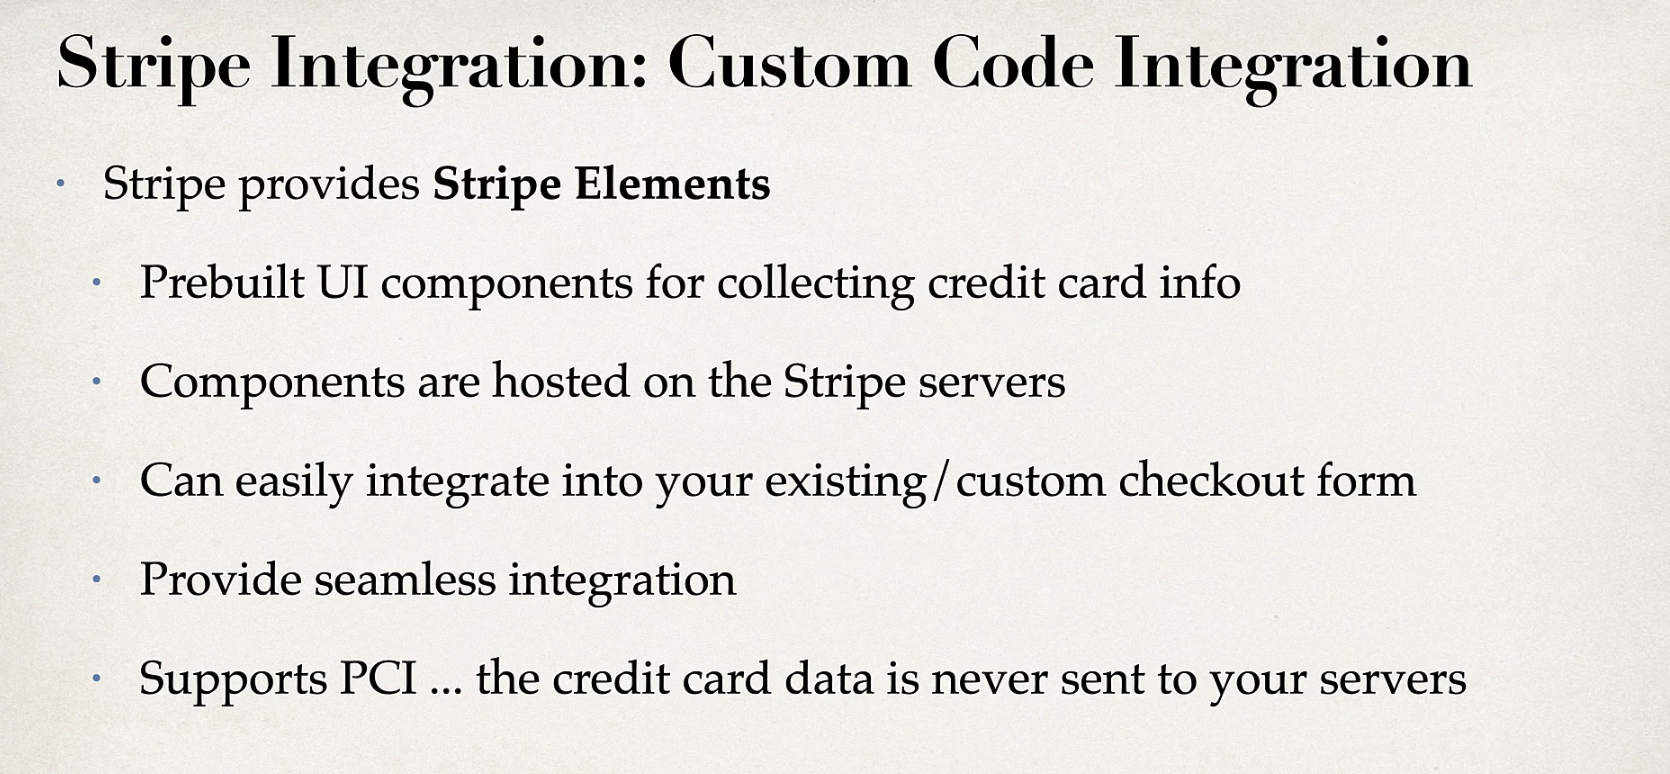 Stripe Integration: Custom Code Integration
• Stripe provides Stripe Elements
• Prebuilt UI components for collecting credit card info
• Components are hosted on the Stripe servers
• Can easily integrate into your existing/custom checkout form
• Provide seamless integration
• Supports PCI ... the credit card data is never sent to your servers